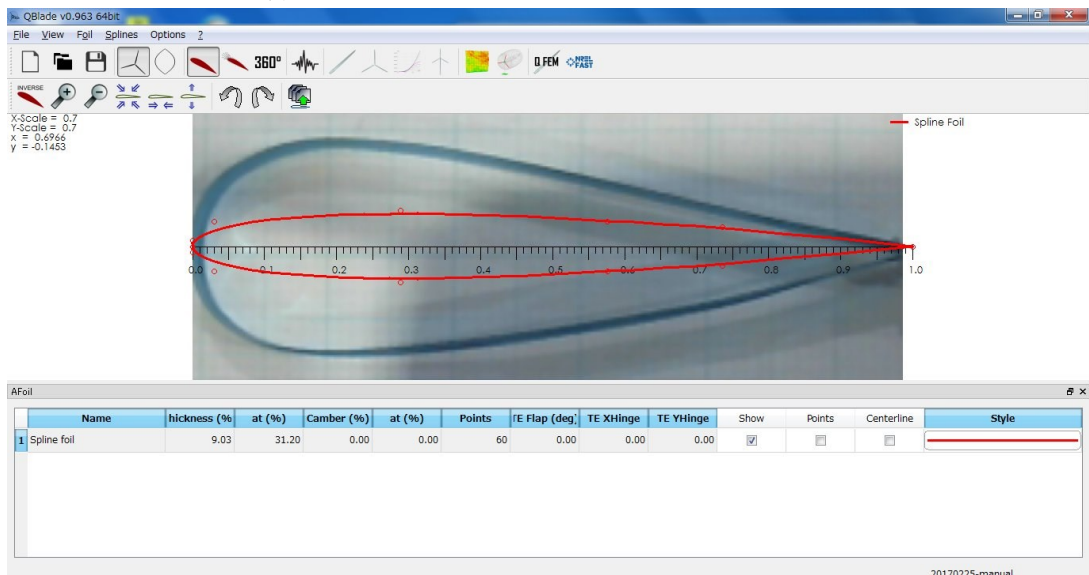 QBlade v0.963 64bit
File View Foil Splines Options ?
360° Q FEM NREL FAST
INVERSE
X-Scale = 0.7
Y-Scale = 0.7
x = 0.6966
y = -0.1453
Spline Foil
0.0 0.1 0.2 0.3 0.4 0.5 0.6 0.7 0.8 0.9 1.0
AFoil
Name hickness (% at (%) Camber (%) at (%) Points TE Flap (deg) TE XHinge TE YHinge Show Points Centerline Style
1 Spline foil 9.03 31.20 0.00 0.00 60 0.00 0.00 0.00
20170225-manual